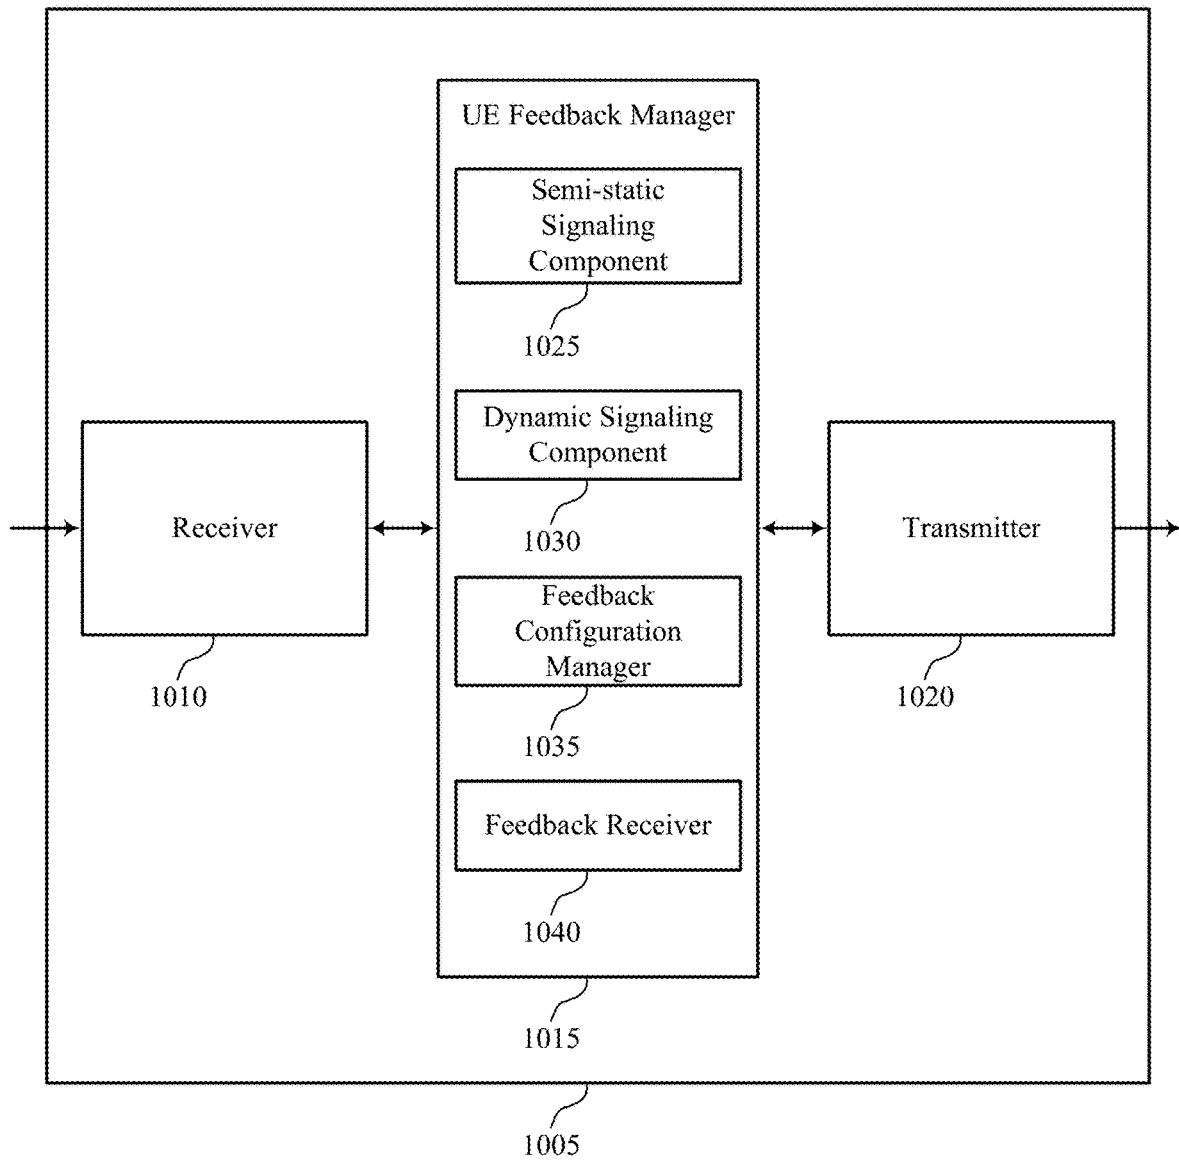 UE Feedback Manager
Semi-static
Signaling
Component
1025
Dynamic Signaling
Component
1030
Receiver
1010
Transmitter
1020
Feedback
Configuration
Manager
1035
Feedback Receiver
1040
1015
1005